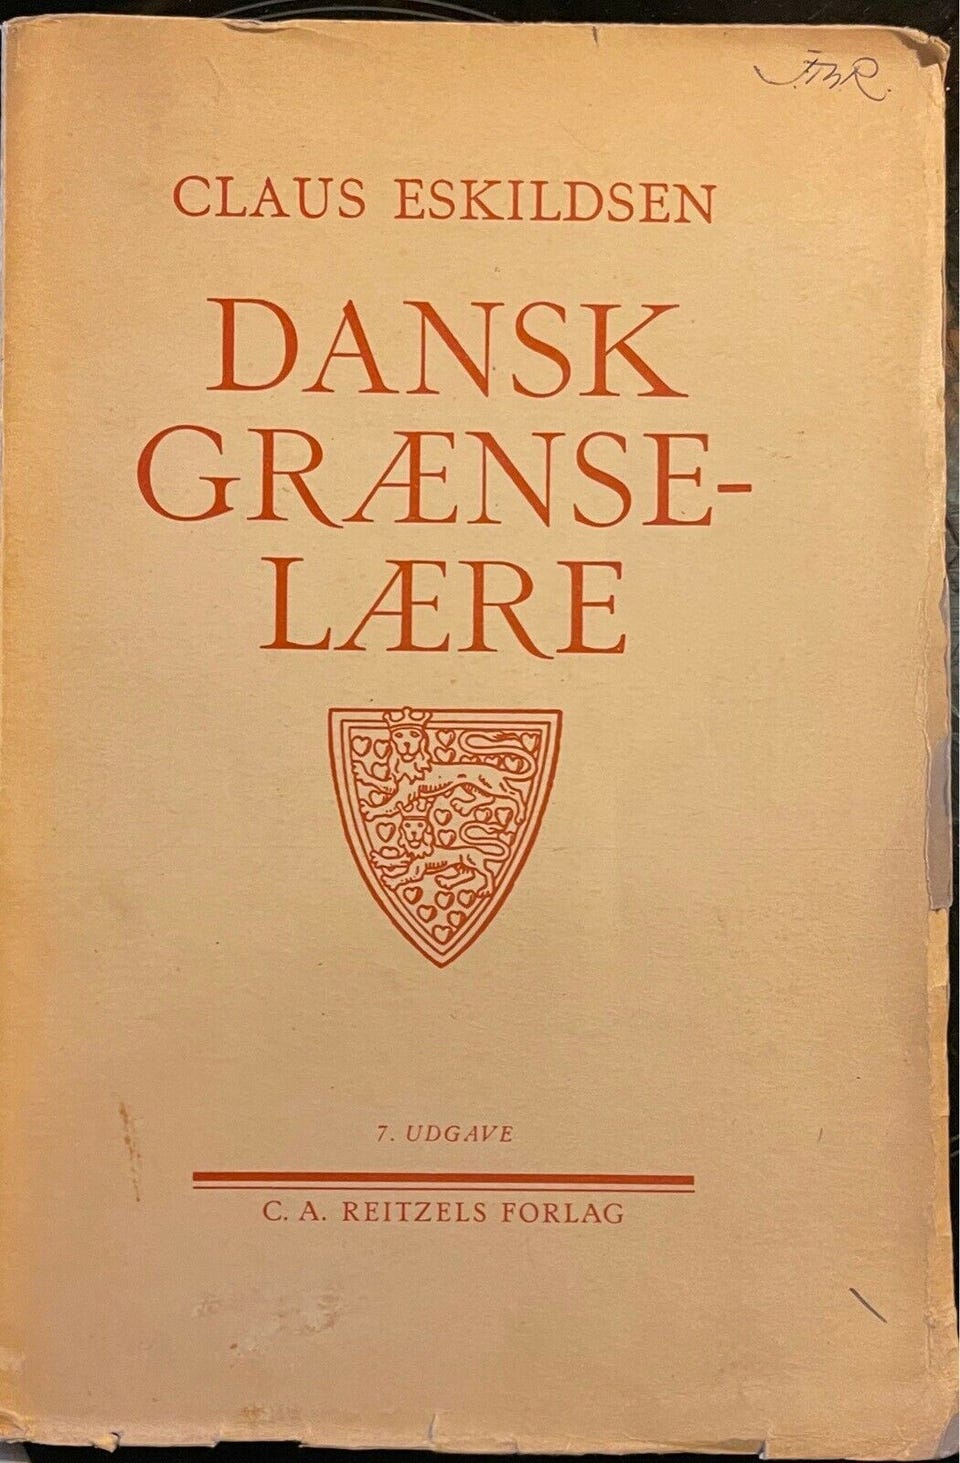 CLAUS ESKILDSEN
DANSK
GRÆNSE-
LÆRE
7. UDGAVE
C. A. REITZELS FORLAG